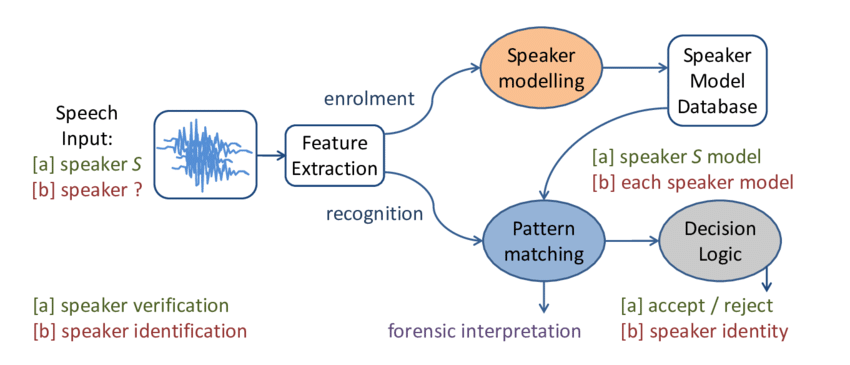 Speech
Input:
[a] speaker S
[b] speaker ?
Feature
Extraction
enrolment
recognition
Speaker
modelling
Speaker
Model
Database
[a] speaker S model
[b] each speaker model
Pattern
matching
Decision
Logic
[a] speaker verification
[b] speaker identification
forensic interpretation
[a] accept / reject
[b] speaker identity